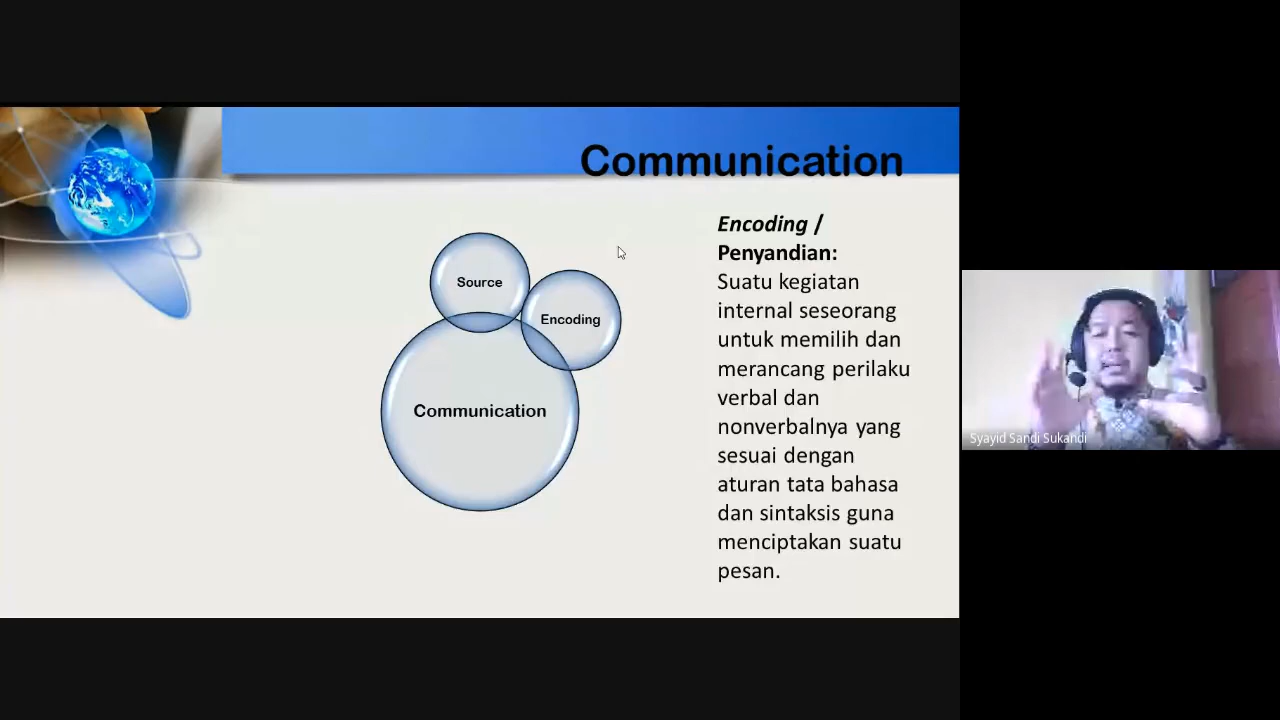 Communication
Source
Encoding
Communication
Encoding /
Penyandian:
Suatu kegiatan
internal seseorang
untuk memilih dan
merancang perilaku
verbal dan
nonverbalnya yang
sesuai dengan
aturan tata bahasa
dan sintaksis guna
menciptakan suatu
pesan.
Syayid Sandi Sukandi